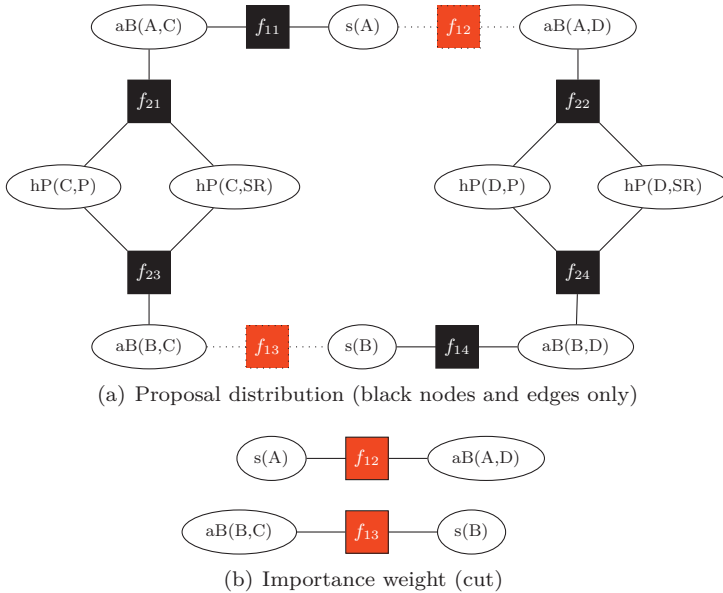 aB(A,C) f11 s(A) f12 aB(A,D)
f21 f22
hP(C,P) hP(C,SR) hP(D,P) hP(D,SR)
f23 f24
aB(B,C) f13 s(B) f14 aB(B,D)
(a) Proposal distribution (black nodes and edges only)
s(A) f12 aB(A,D)
aB(B,C) f13 s(B)
(b) Importance weight (cut)